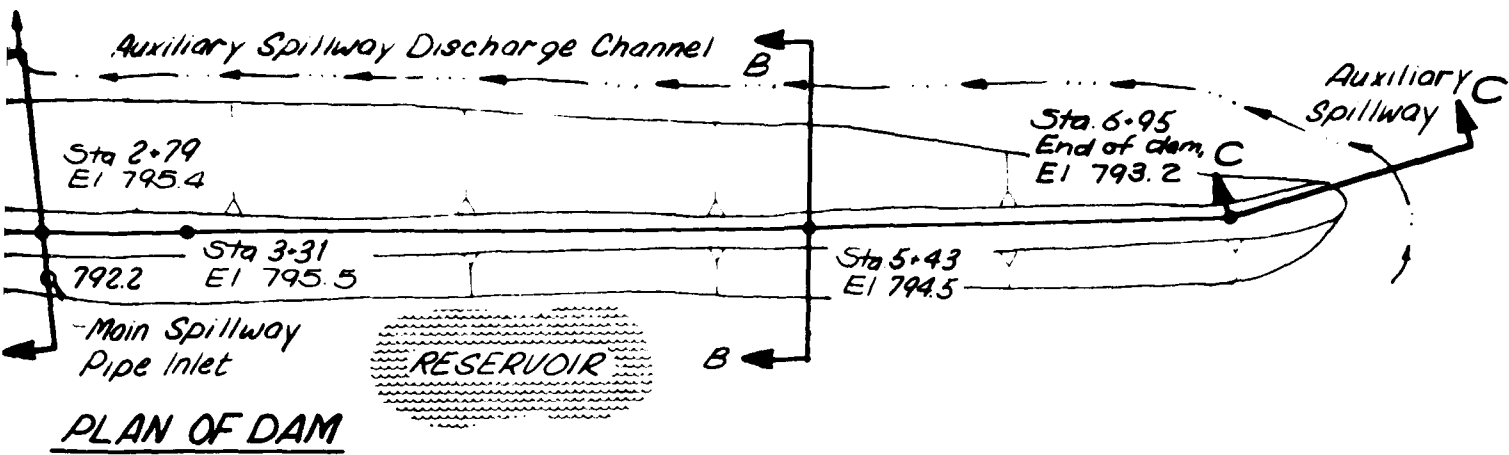 Auxiliary Spillway Discharge Channel
B
Auxiliary
Spillway
C
Sta 2+79
El 795.4
Sta. 6+95
End of dam,
El 793.2
C
Sta 3+31
El 795.5
792.2
Sta. 5+43
El 794.5
Main Spillway
Pipe Inlet
RESERVOIR
B
PLAN OF DAM